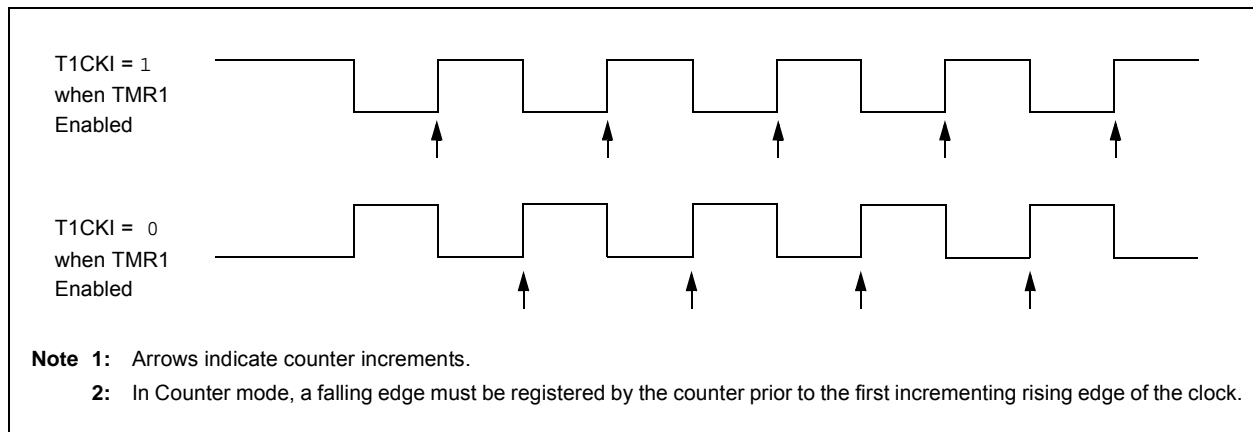 T1CKI = 1
when TMR1
Enabled
T1CKI = 0
when TMR1
Enabled
Note 1: Arrows indicate counter increments.
2: In Counter mode, a falling edge must be registered by the counter prior to the first incrementing rising edge of the clock.